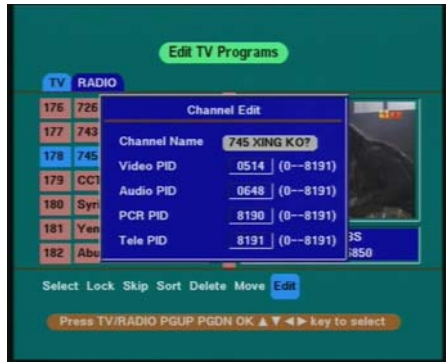 Edit TV Programs
TV RADIO
176 726
177 743
178 745
179 CCT
180 Syri
181 Yen
182 Abu
Channel Edit
Channel Name 745 XING KO?
Video PID 0514 (0--8191)
Audio PID 0648 (0--8191)
PCR PID 8190 (0--8191)
Tele PID 8191 (0--8191)
Select Lock Skip Sort Delete Move Edit
Press TV/RADIO PGUP PGDN OK ▲ ▼ ◄ ► key to select